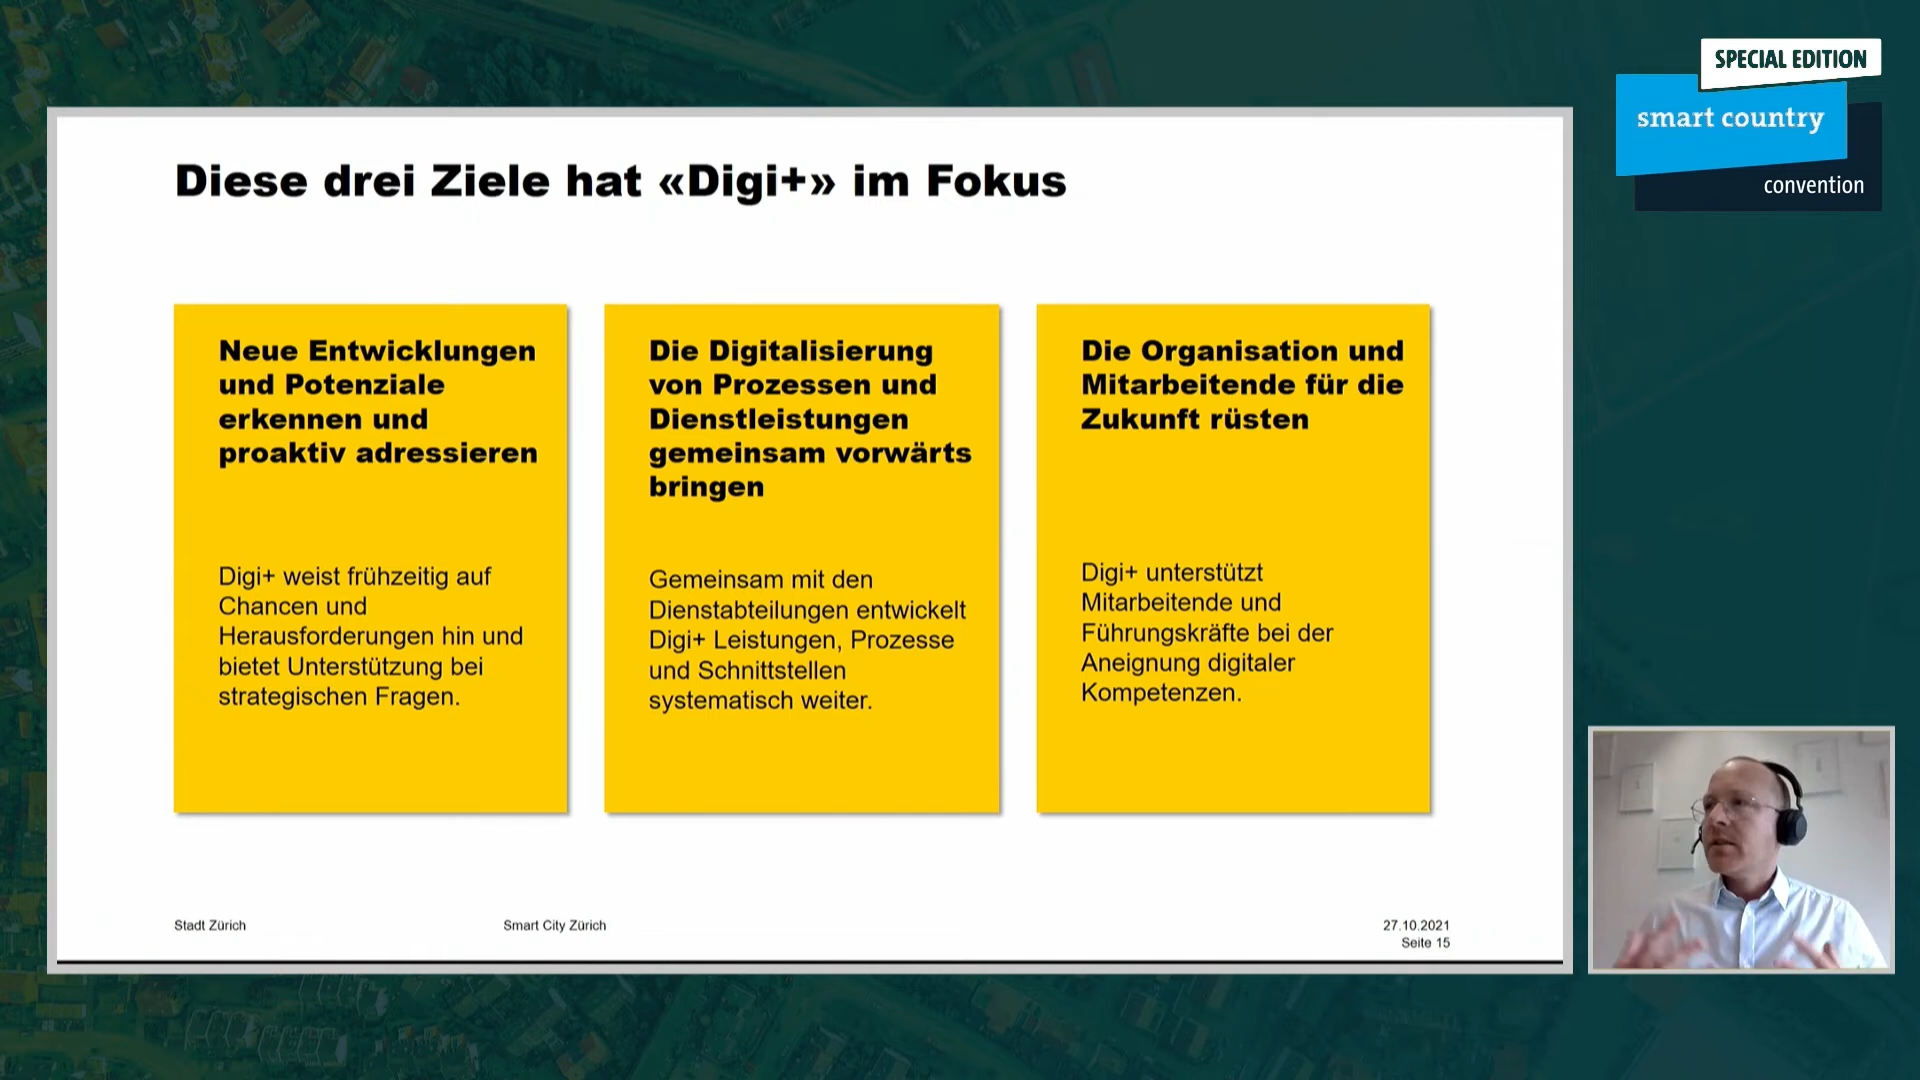 SPECIAL EDITION
smart country
convention
Diese drei Ziele hat «Digi+» im Fokus
Neue Entwicklungen
und Potenziale
erkennen und
proaktiv adressieren
Digi+ weist frühzeitig auf
Chancen und
Herausforderungen hin und
bietet Unterstützung bei
strategischen Fragen.
Die Digitalisierung
von Prozessen und
Dienstleistungen
gemeinsam vorwärts
bringen
Gemeinsam mit den
Dienstabteilungen entwickelt
Digi+ Leistungen, Prozesse
und Schnittstellen
systematisch weiter.
Die Organisation und
Mitarbeitende für die
Zukunft rüsten
Digi+ unterstützt
Mitarbeitende und
Führungskräfte bei der
Aneignung digitaler
Kompetenzen.
Stadt Zürich
Smart City Zürich
27.10.2021
Seite 15